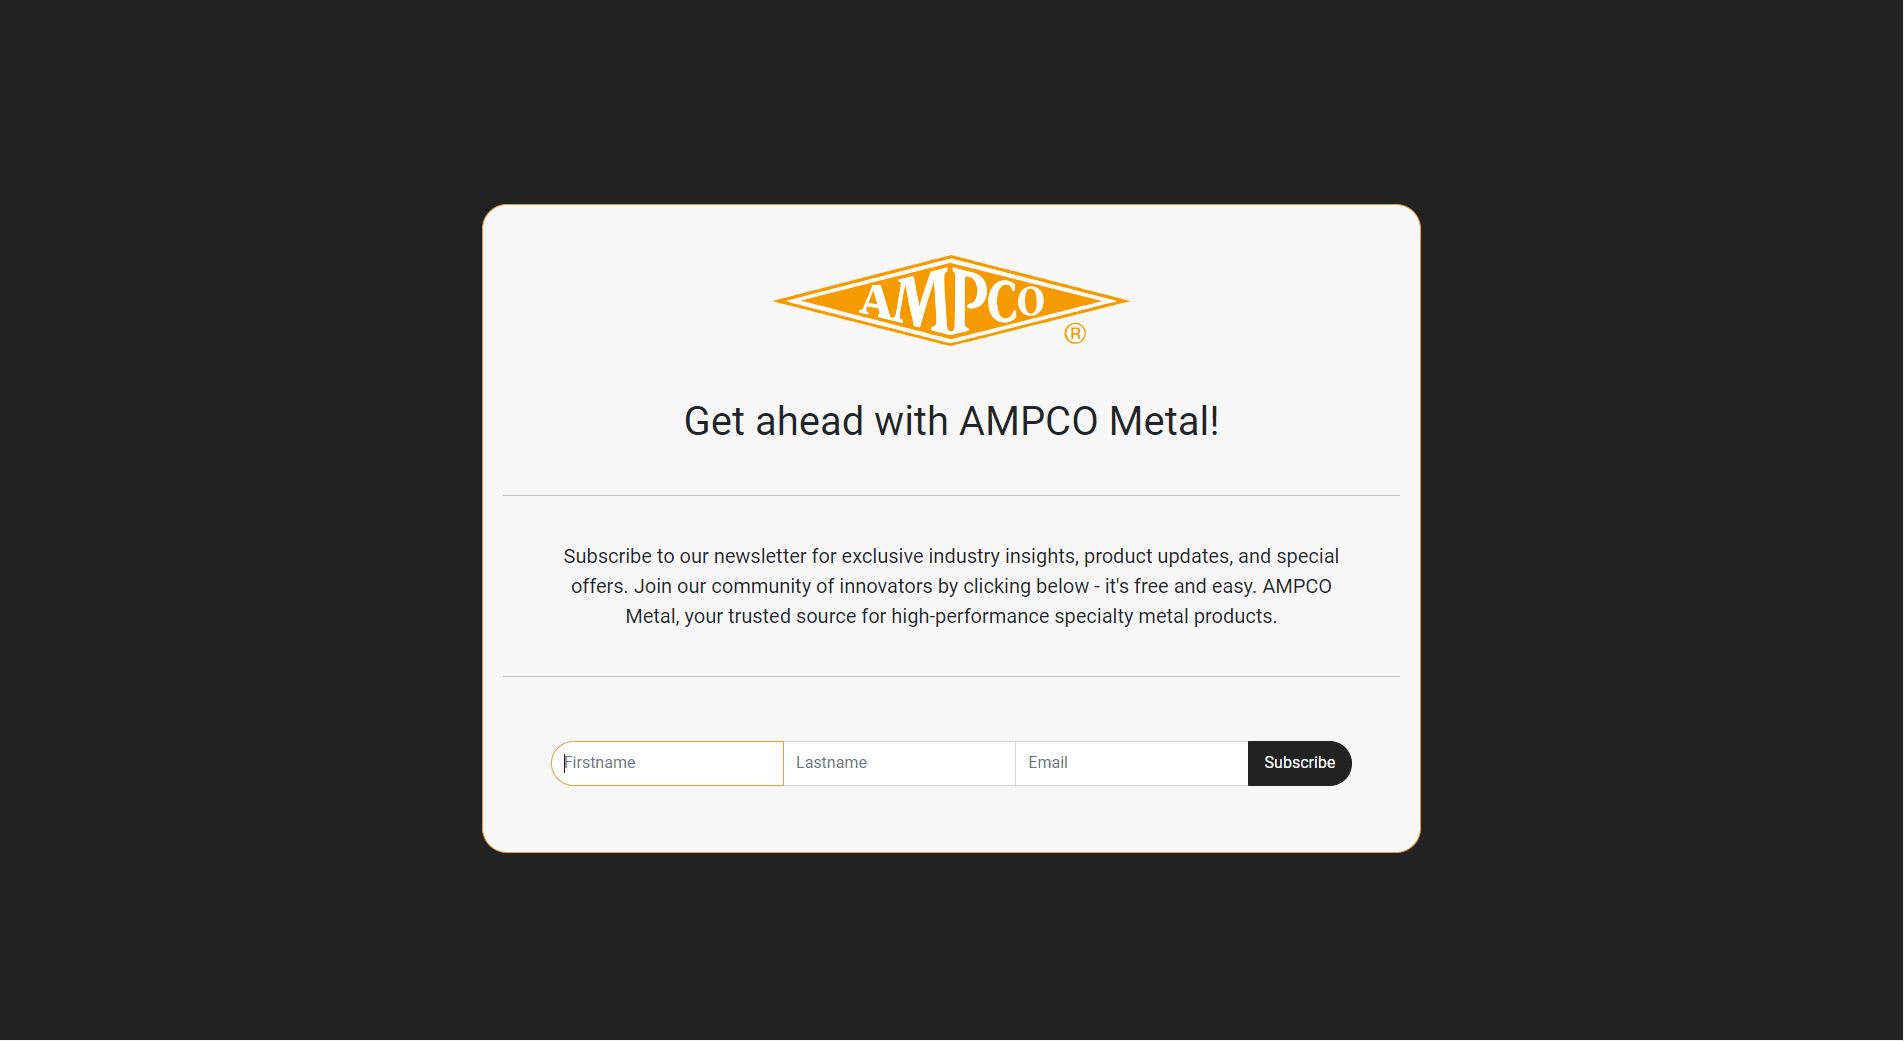 AMPCO
®
Get ahead with AMPCO Metal!
Subscribe to our newsletter for exclusive industry insights, product updates, and special
offers. Join our community of innovators by clicking below - it's free and easy. AMPCO
Metal, your trusted source for high-performance specialty metal products.
Firstname Lastname Email Subscribe